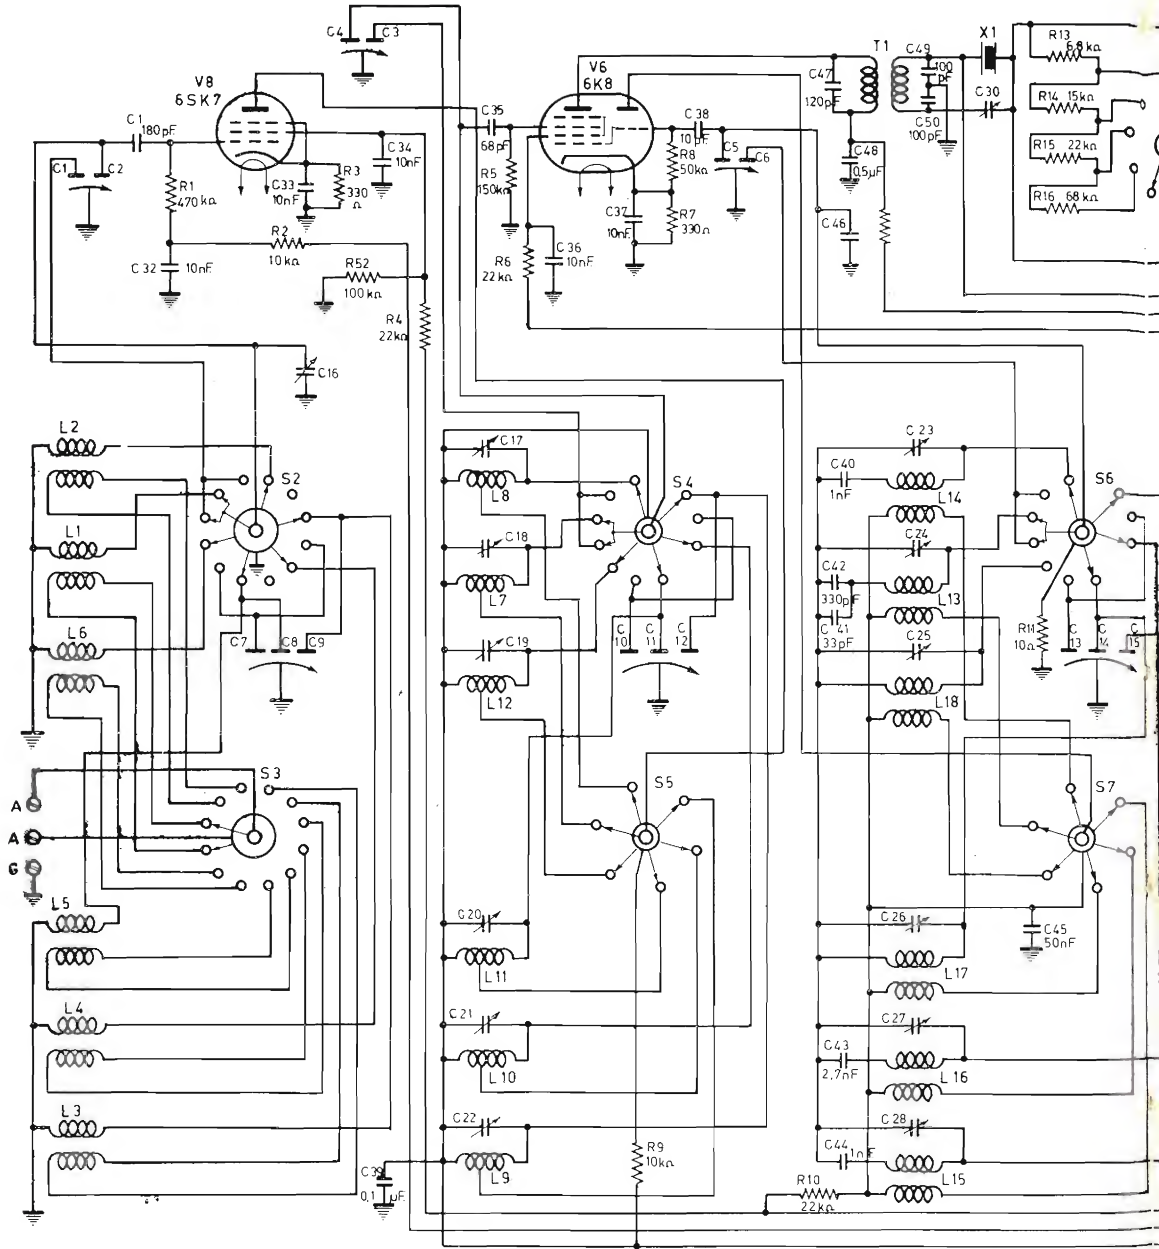 C4
C3
V8
6SK7
V6
6K8
T1
C49
X1
R13
6,8 kΩ
C47
120pF
100
pF
C30
R14 15kΩ
C50
100pF
C1
180pF
C35
68pF
C38
10pF
C34
10nF
C1
C2
R1
470kΩ
C33
10nF
R3
330
Ω
R5
150kΩ
R8
50kΩ
C5
C6
C48
0,5µF
R15 22kΩ
R16 68kΩ
R2
10kΩ
C32
10nF
R52
100kΩ
C37
10nF
R7
330Ω
C46
R6
22kΩ
C36
10nF
R4
22kΩ
C16
L2
S2
C17
L8
S4
C23
C40
1nF
L14
S6
L1
C18
L7
C24
C42
330pF
L13
L6
C7
C8
C9
C19
C
10
C
11
C
12
C41
33pF
C25
R11
10Ω
C
13
C
14
C
15
L12
L18
A
S3
S5
S7
A
G
L5
C20
L11
C26
C45
50nF
L17
L4
C21
L10
C27
C43
2,7nF
L16
L3
C22
L9
C28
C44
1nF
C39
0,1 µF
R9
10kΩ
R10
22kΩ
L15